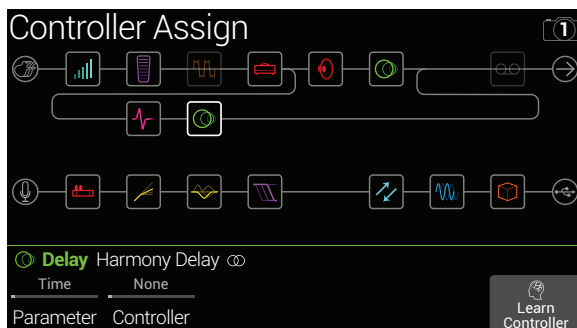 Controller Assign
1
Delay Harmony Delay
Time None
Parameter Controller
Learn
Controller